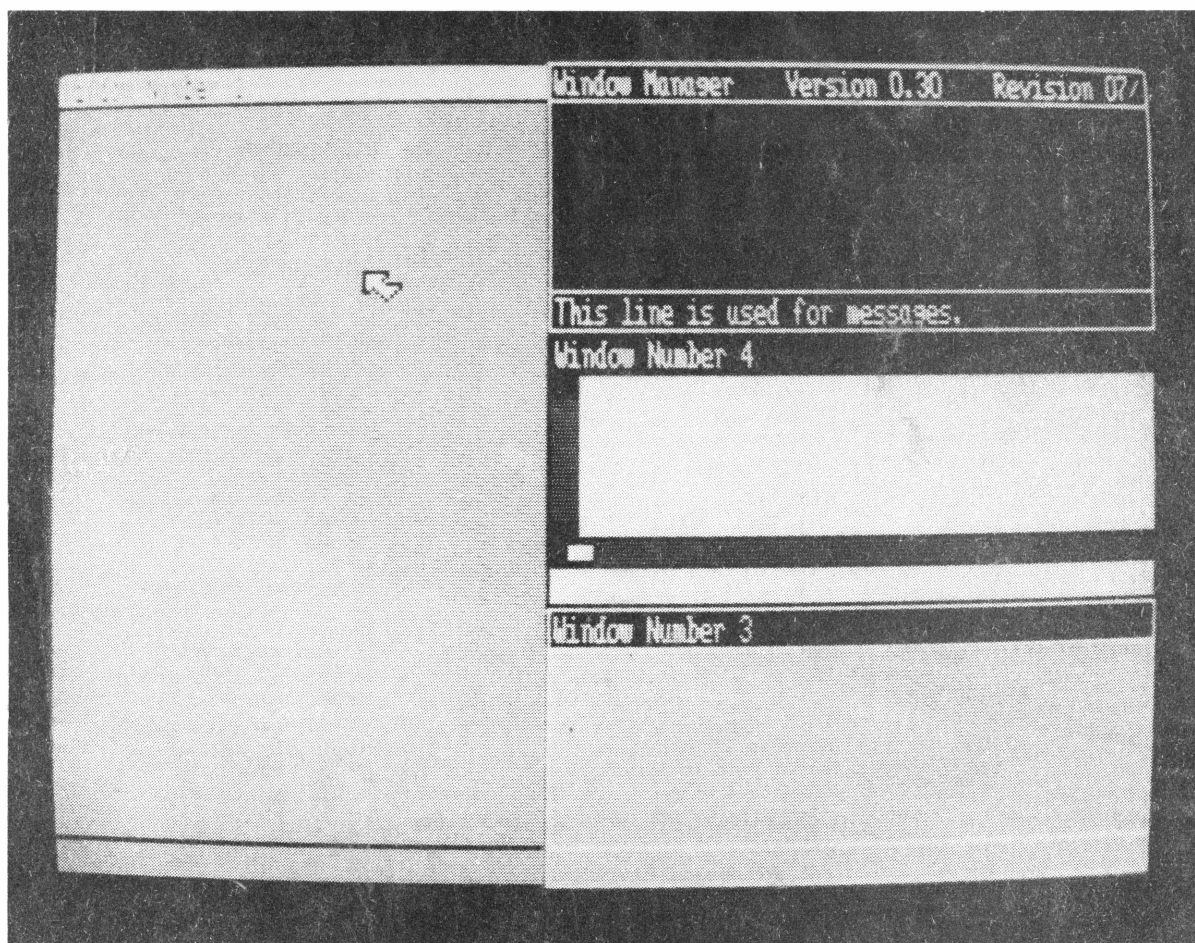 Window Manager Version 0.30 Revision 07/
This line is used for messages.
Window Number 4
Window Number 3